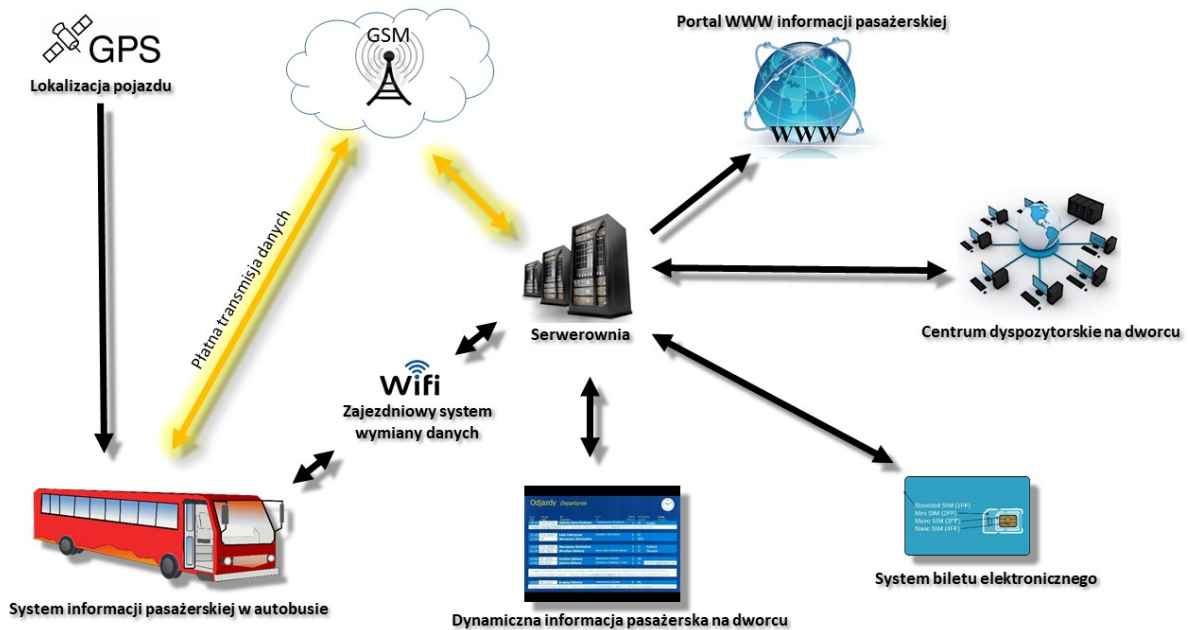 GPS
Lokalizacja pojazdu
GSM
Portal WWW informacji pasażerskiej
WWW
Płatna transmisja danych
Serwerownia
Centrum dyspozytorskie na dworcu
Wifi
Zajezdniowy system
wymiany danych
System informacji pasażerskiej w autobusie
Odjazdy Departures
Dynamiczna informacja pasażerska na dworcu
Standard SIM (1FF)
Mini SIM (2FF)
Micro SIM (3FF)
Nano SIM (4FF)
System biletu elektronicznego